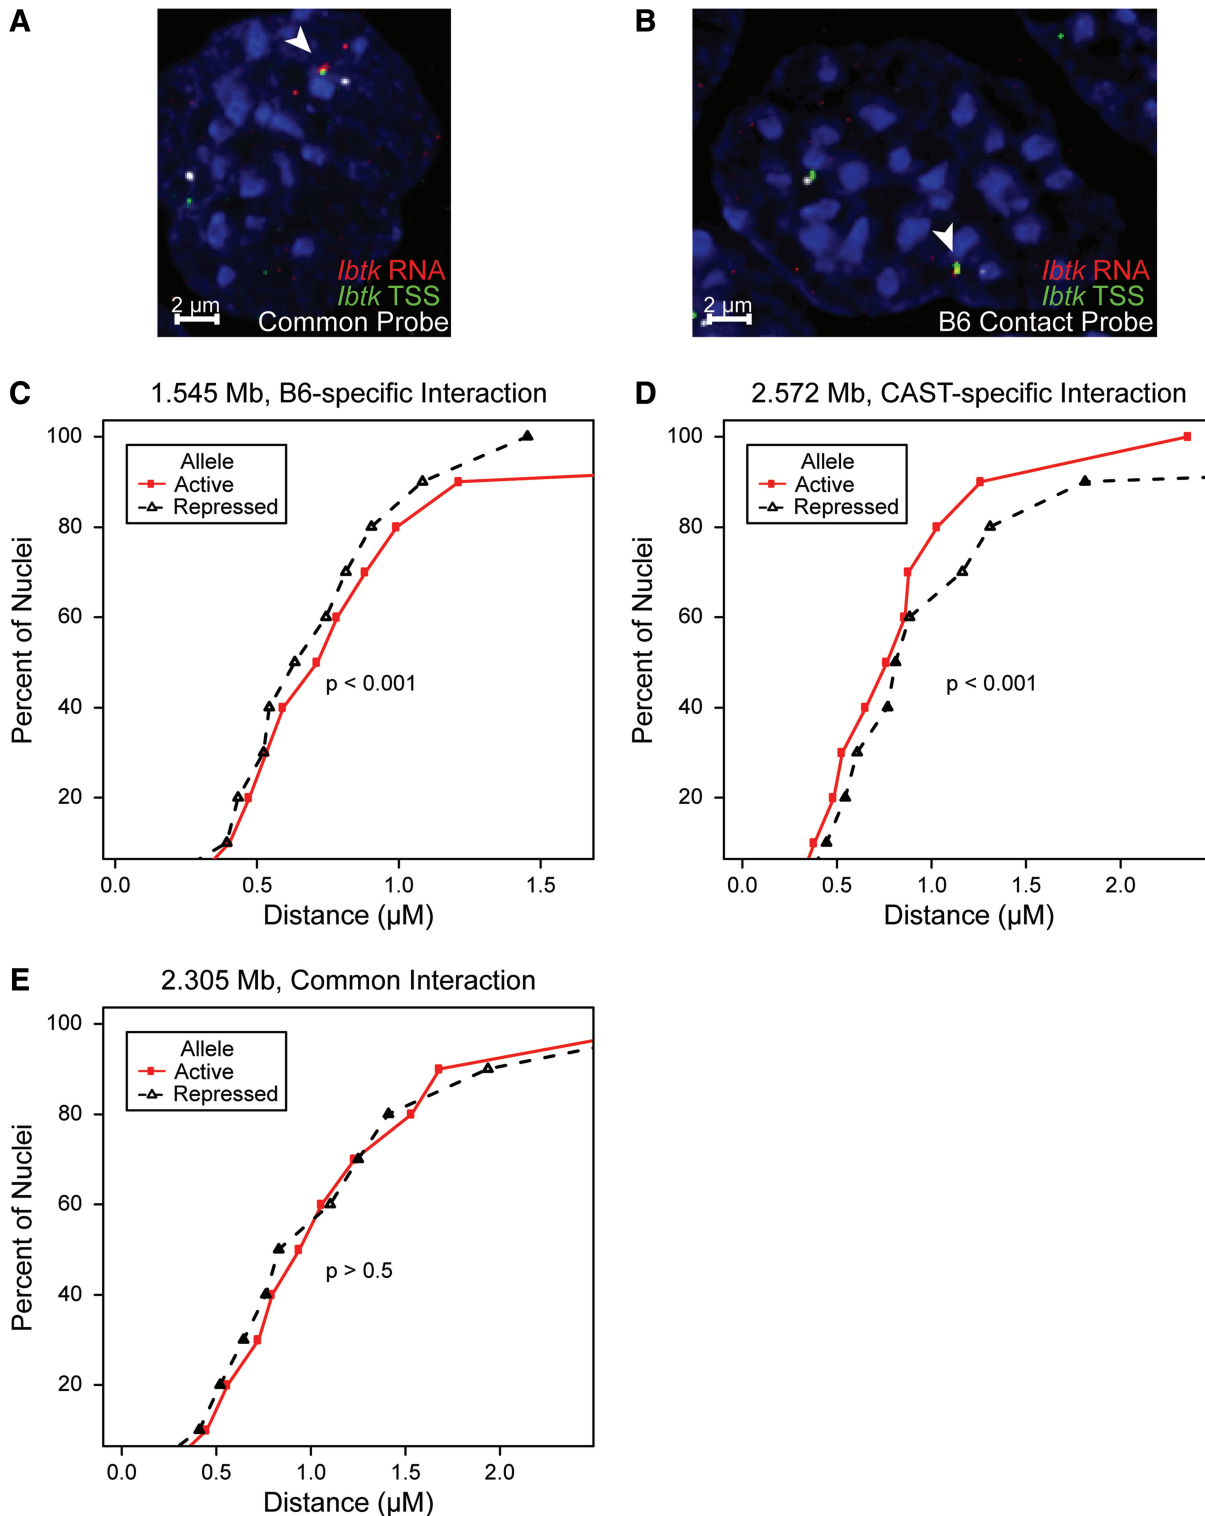 A
Ibtk RNA
Ibtk TSS
2 µm
Common Probe
B
Ibtk RNA
Ibtk TSS
2 µm
B6 Contact Probe
C
1.545 Mb, B6-specific Interaction
Percent of Nuclei
100
80
60
40
20
Allele
Active
Repressed
p < 0.001
0.0 0.5 1.0 1.5
Distance (µM)
D
2.572 Mb, CAST-specific Interaction
Percent of Nuclei
100
80
60
40
20
Allele
Active
Repressed
p < 0.001
0.0 0.5 1.0 1.5 2.0
Distance (µM)
E
2.305 Mb, Common Interaction
Percent of Nuclei
100
80
60
40
20
Allele
Active
Repressed
p > 0.5
0.0 0.5 1.0 1.5 2.0
Distance (µM)